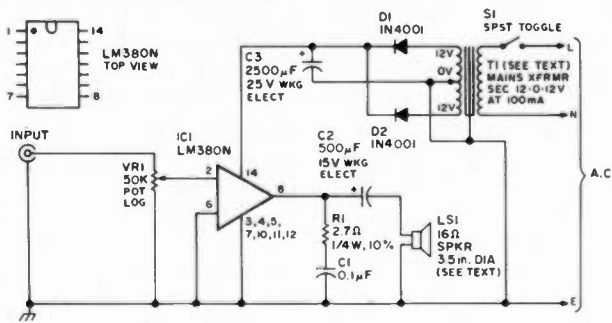 1
14
LM380N
TOP VIEW
7
8
D1
IN4001
S1
SPST TOGGLE
C3
2500µF
25V WKG
ELECT
12V
0V
12V
L
T1 (SEE TEXT)
MAINS XFRMR
SEC 12-0-12V
AT 100mA
N
D2
IN4001
A.C
INPUT
IC1
LM380N
C2
500µF
15V WKG
ELECT
VR1
50K
POT
LOG
2
14
8
6
3,4,5,
7,10,11,12
R1
2.7Ω
1/4W, 10%
C1
0.1µF
LS1
16Ω
SPKR
3.5in. DIA
(SEE TEXT)
E